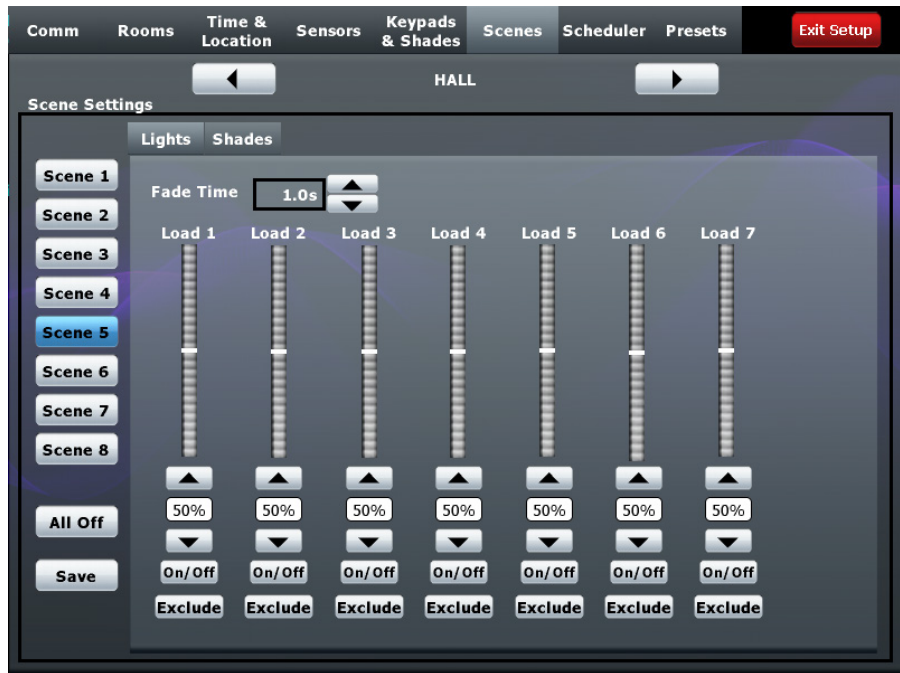 Comm Rooms Time & Location Sensors Keypads & Shades Scenes Scheduler Presets Exit Setup
HALL
Scene Settings
Lights Shades
Scene 1
Scene 2
Scene 3
Scene 4
Scene 5
Scene 6
Scene 7
Scene 8
All Off
Save
Fade Time 1.0s
Load 1 Load 2 Load 3 Load 4 Load 5 Load 6 Load 7
50% 50% 50% 50% 50% 50% 50%
On/Off On/Off On/Off On/Off On/Off On/Off On/Off
Exclude Exclude Exclude Exclude Exclude Exclude Exclude